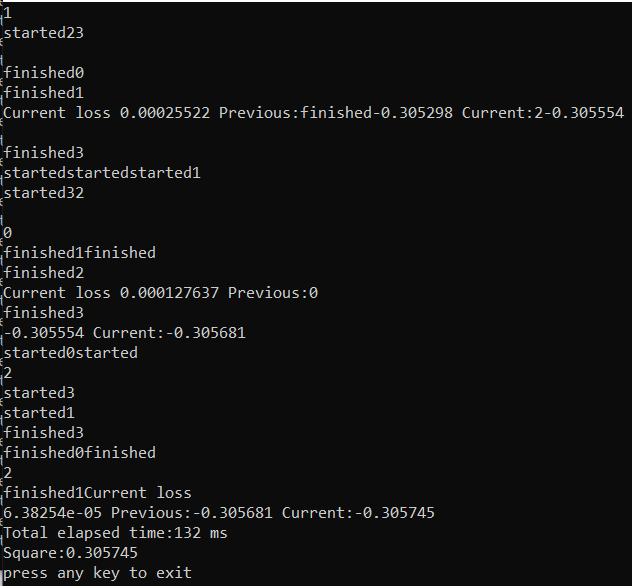 1
started23

finished0
finished1
Current loss 0.00025522 Previous:finished-0.305298 Current:2-0.305554

finished3
startedstartedstarted1
started32

0
finished1finished
finished2
Current loss 0.000127637 Previous:0
finished3
-0.305554 Current:-0.305681
started0started
2
started3
started1
finished3
finished0finished
2
finished1Current loss
6.38254e-05 Previous:-0.305681 Current:-0.305745
Total elapsed time:132 ms
Square:0.305745
press any key to exit